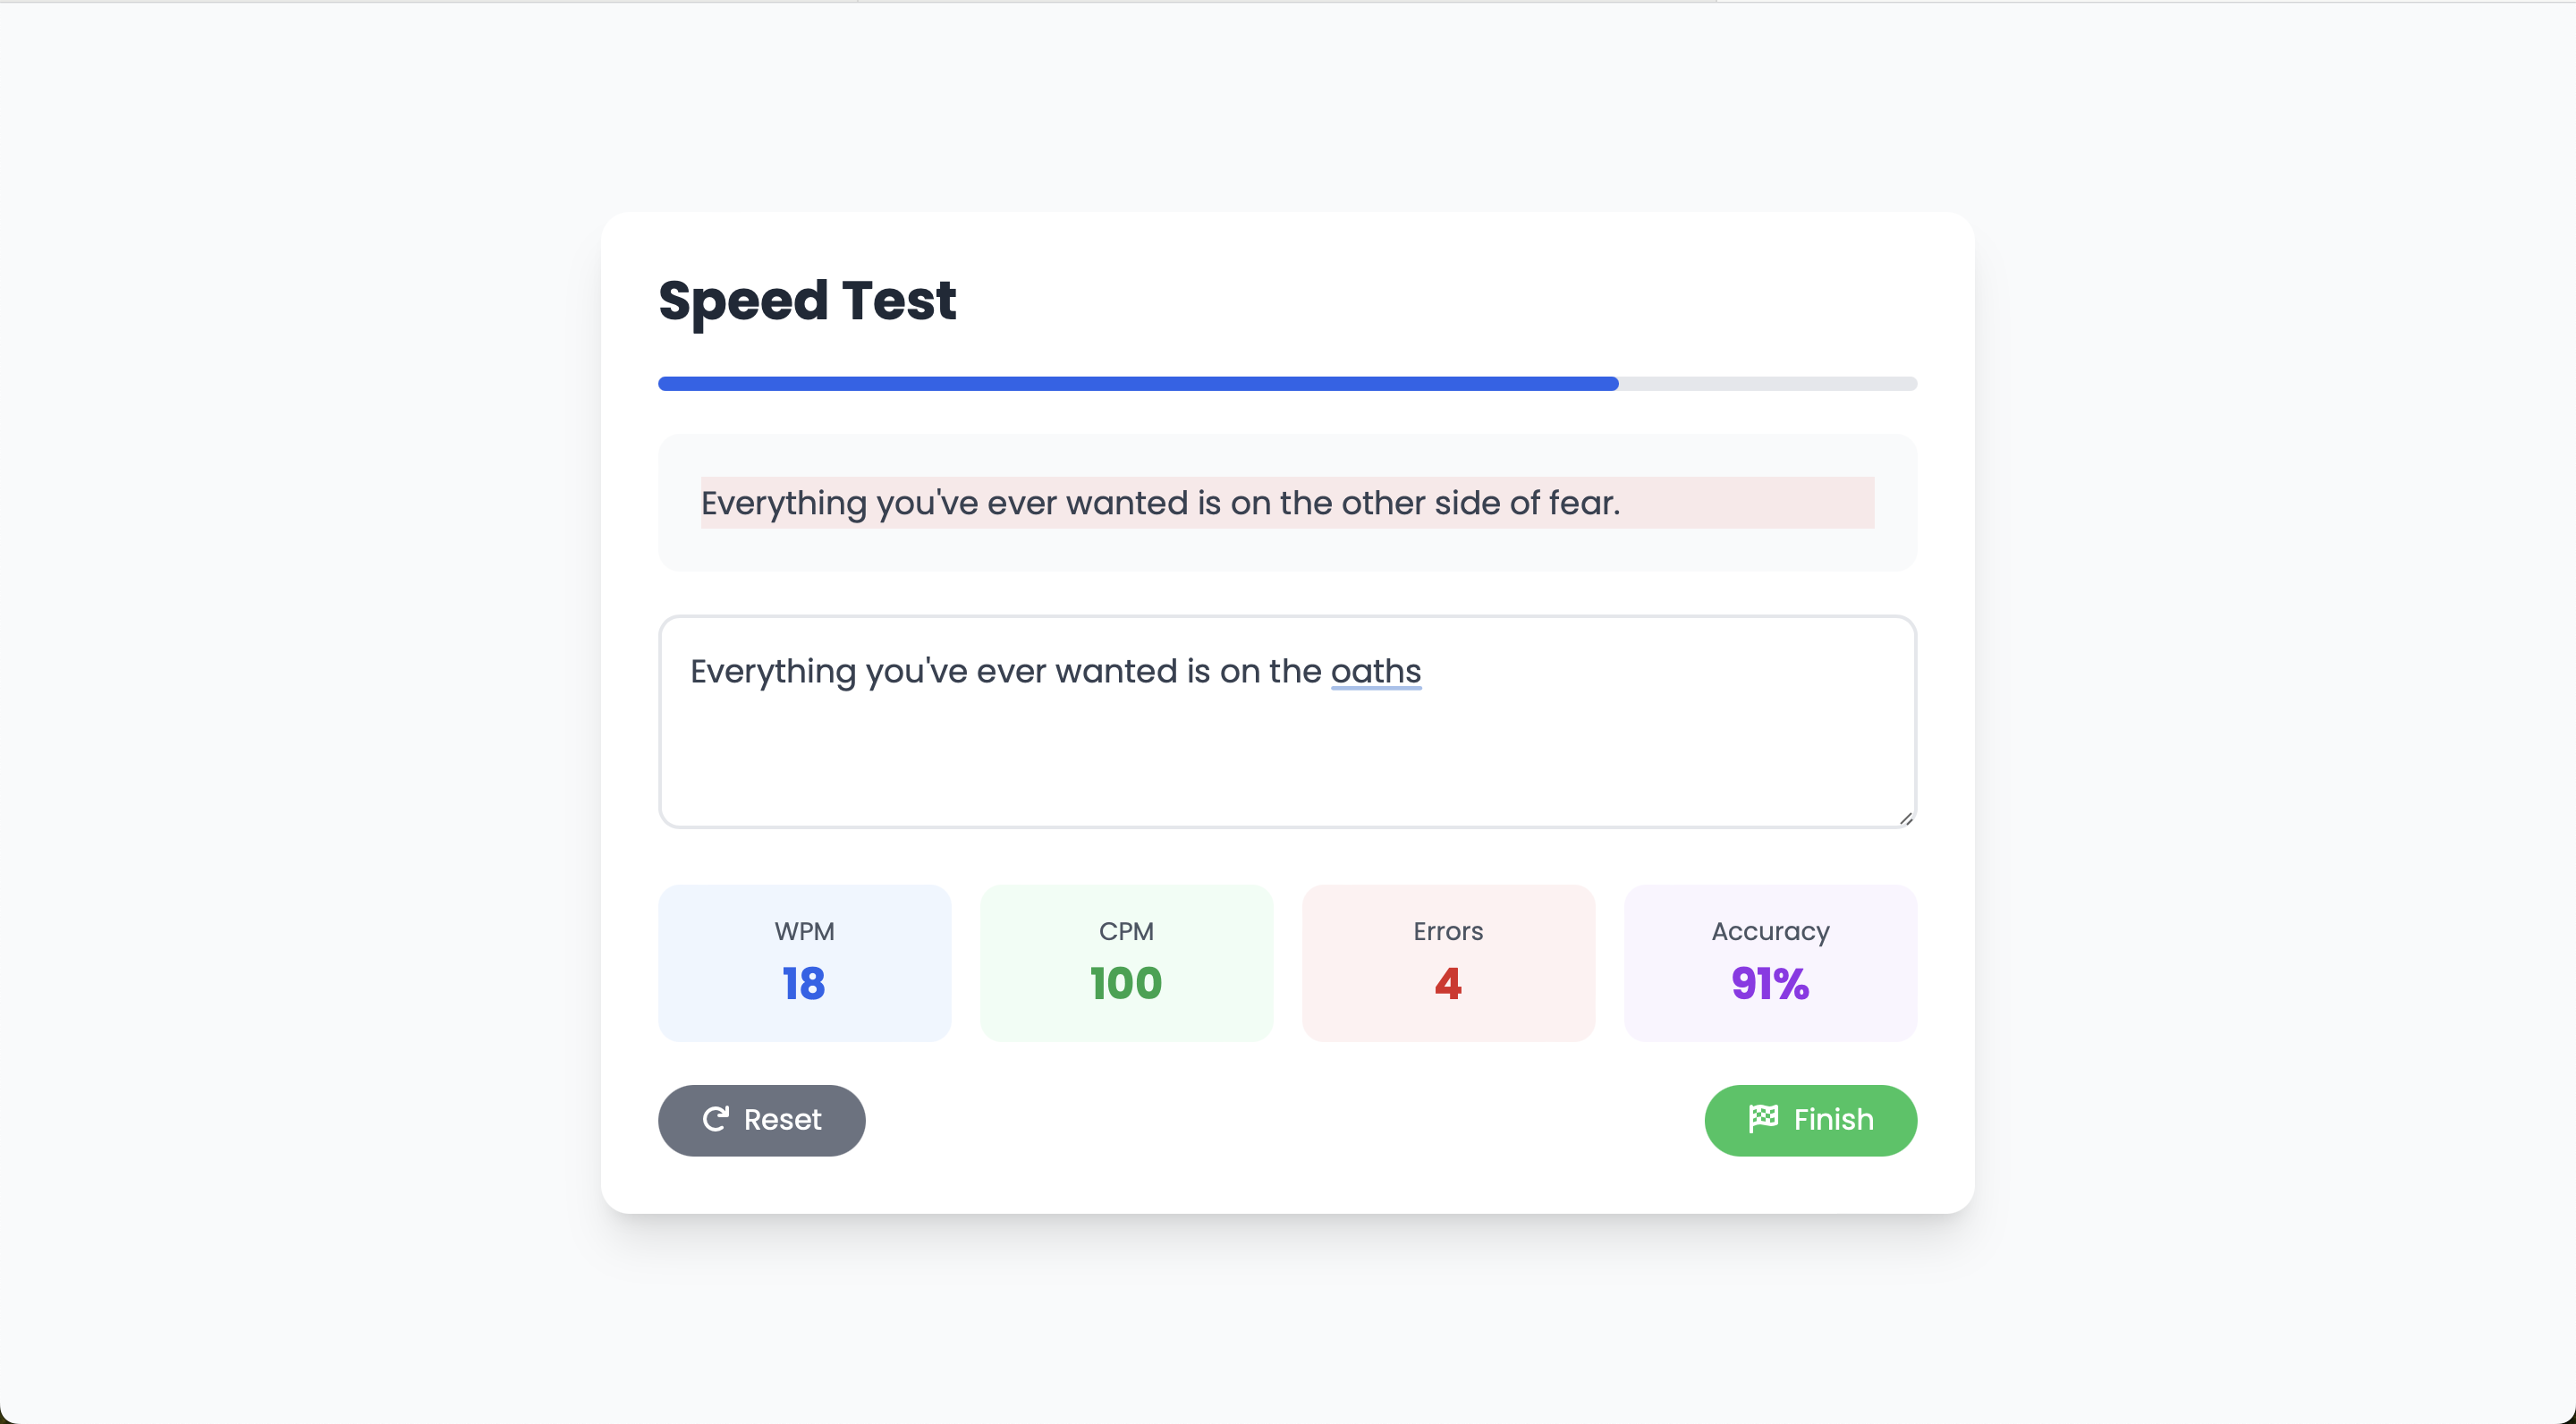 Speed Test
Everything you've ever wanted is on the other side of fear.
Everything you've ever wanted is on the oaths
WPM
18
CPM
100
Errors
4
Accuracy
91%
Reset
Finish